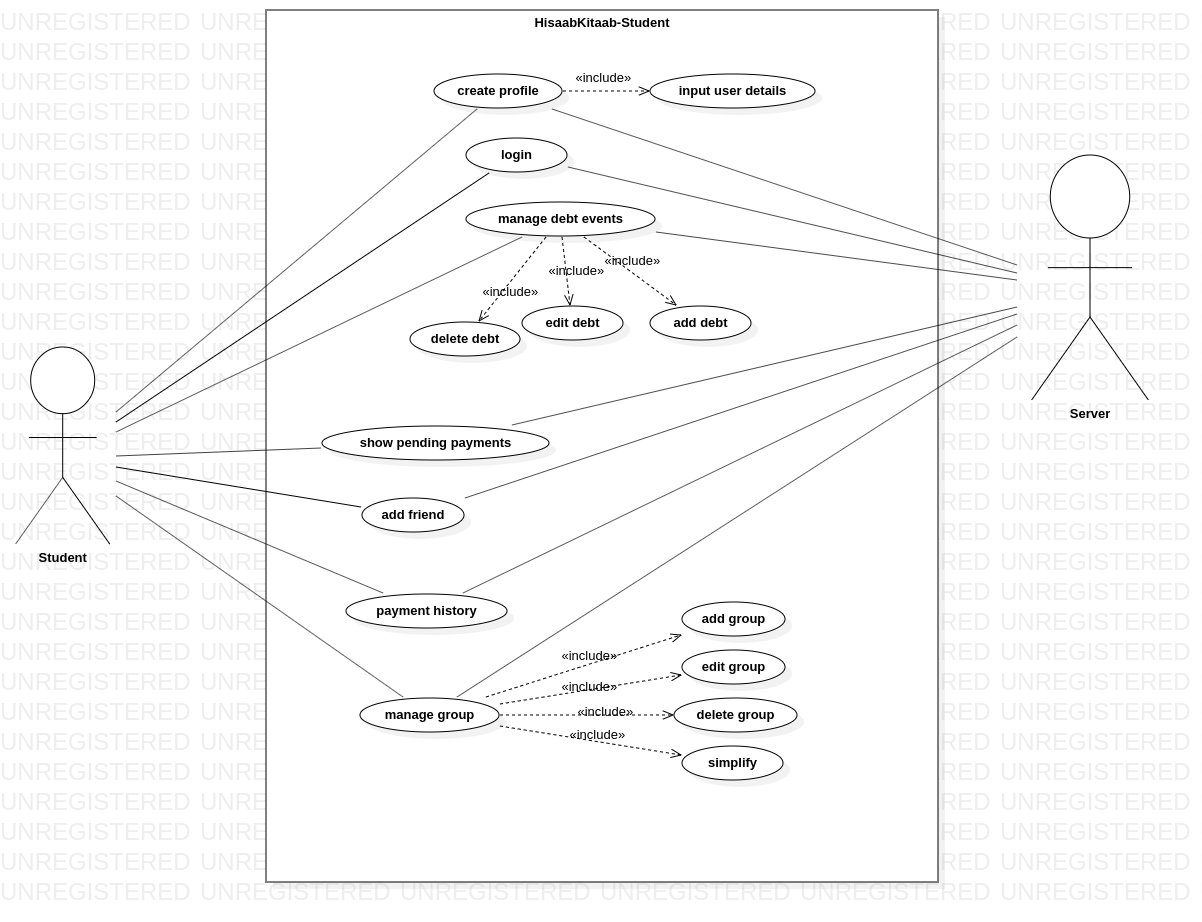 HisaabKitaab-Student
create profile
«include»
input user details
login
manage debt events
«include»
«include»
«include»
delete debt
edit debt
add debt
Server
show pending payments
add friend
Student
payment history
add group
«include»
edit group
«include»
manage group
«include»
delete group
«include»
simplify
UNREGISTERED